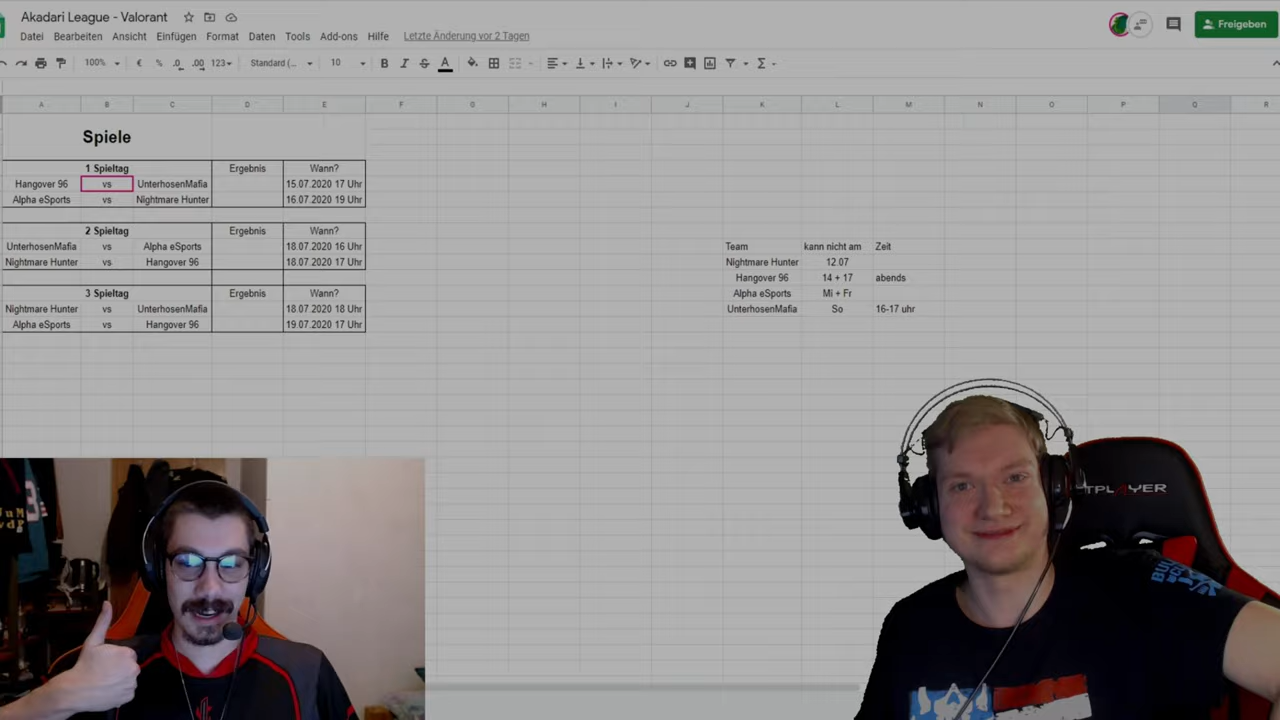 Akadari League - Valorant
Datei Bearbeiten Ansicht Einfügen Format Daten Tools Add-ons Hilfe Letzte Änderung vor 2 Tagen
Freigeben
100% € % .0 .00 123 Standard (... 10 B I S A
A B C D E F G H I J K L M N O P Q R
Spiele
1 Spieltag Ergebnis Wann?
Hangover 96 vs UnterhosenMafia 15.07.2020 17 Uhr
Alpha eSports vs Nightmare Hunter 16.07.2020 19 Uhr
2 Spieltag Ergebnis Wann?
UnterhosenMafia vs Alpha eSports 18.07.2020 16 Uhr
Nightmare Hunter vs Hangover 96 18.07.2020 17 Uhr
3 Spieltag Ergebnis Wann?
Nightmare Hunter vs UnterhosenMafia 18.07.2020 18 Uhr
Alpha eSports vs Hangover 96 19.07.2020 17 Uhr
Team kann nicht am Zeit
Nightmare Hunter 12.07
Hangover 96 14 + 17 abends
Alpha eSports Mi + Fr
UnterhosenMafia So 16-17 uhr
TPLAYER